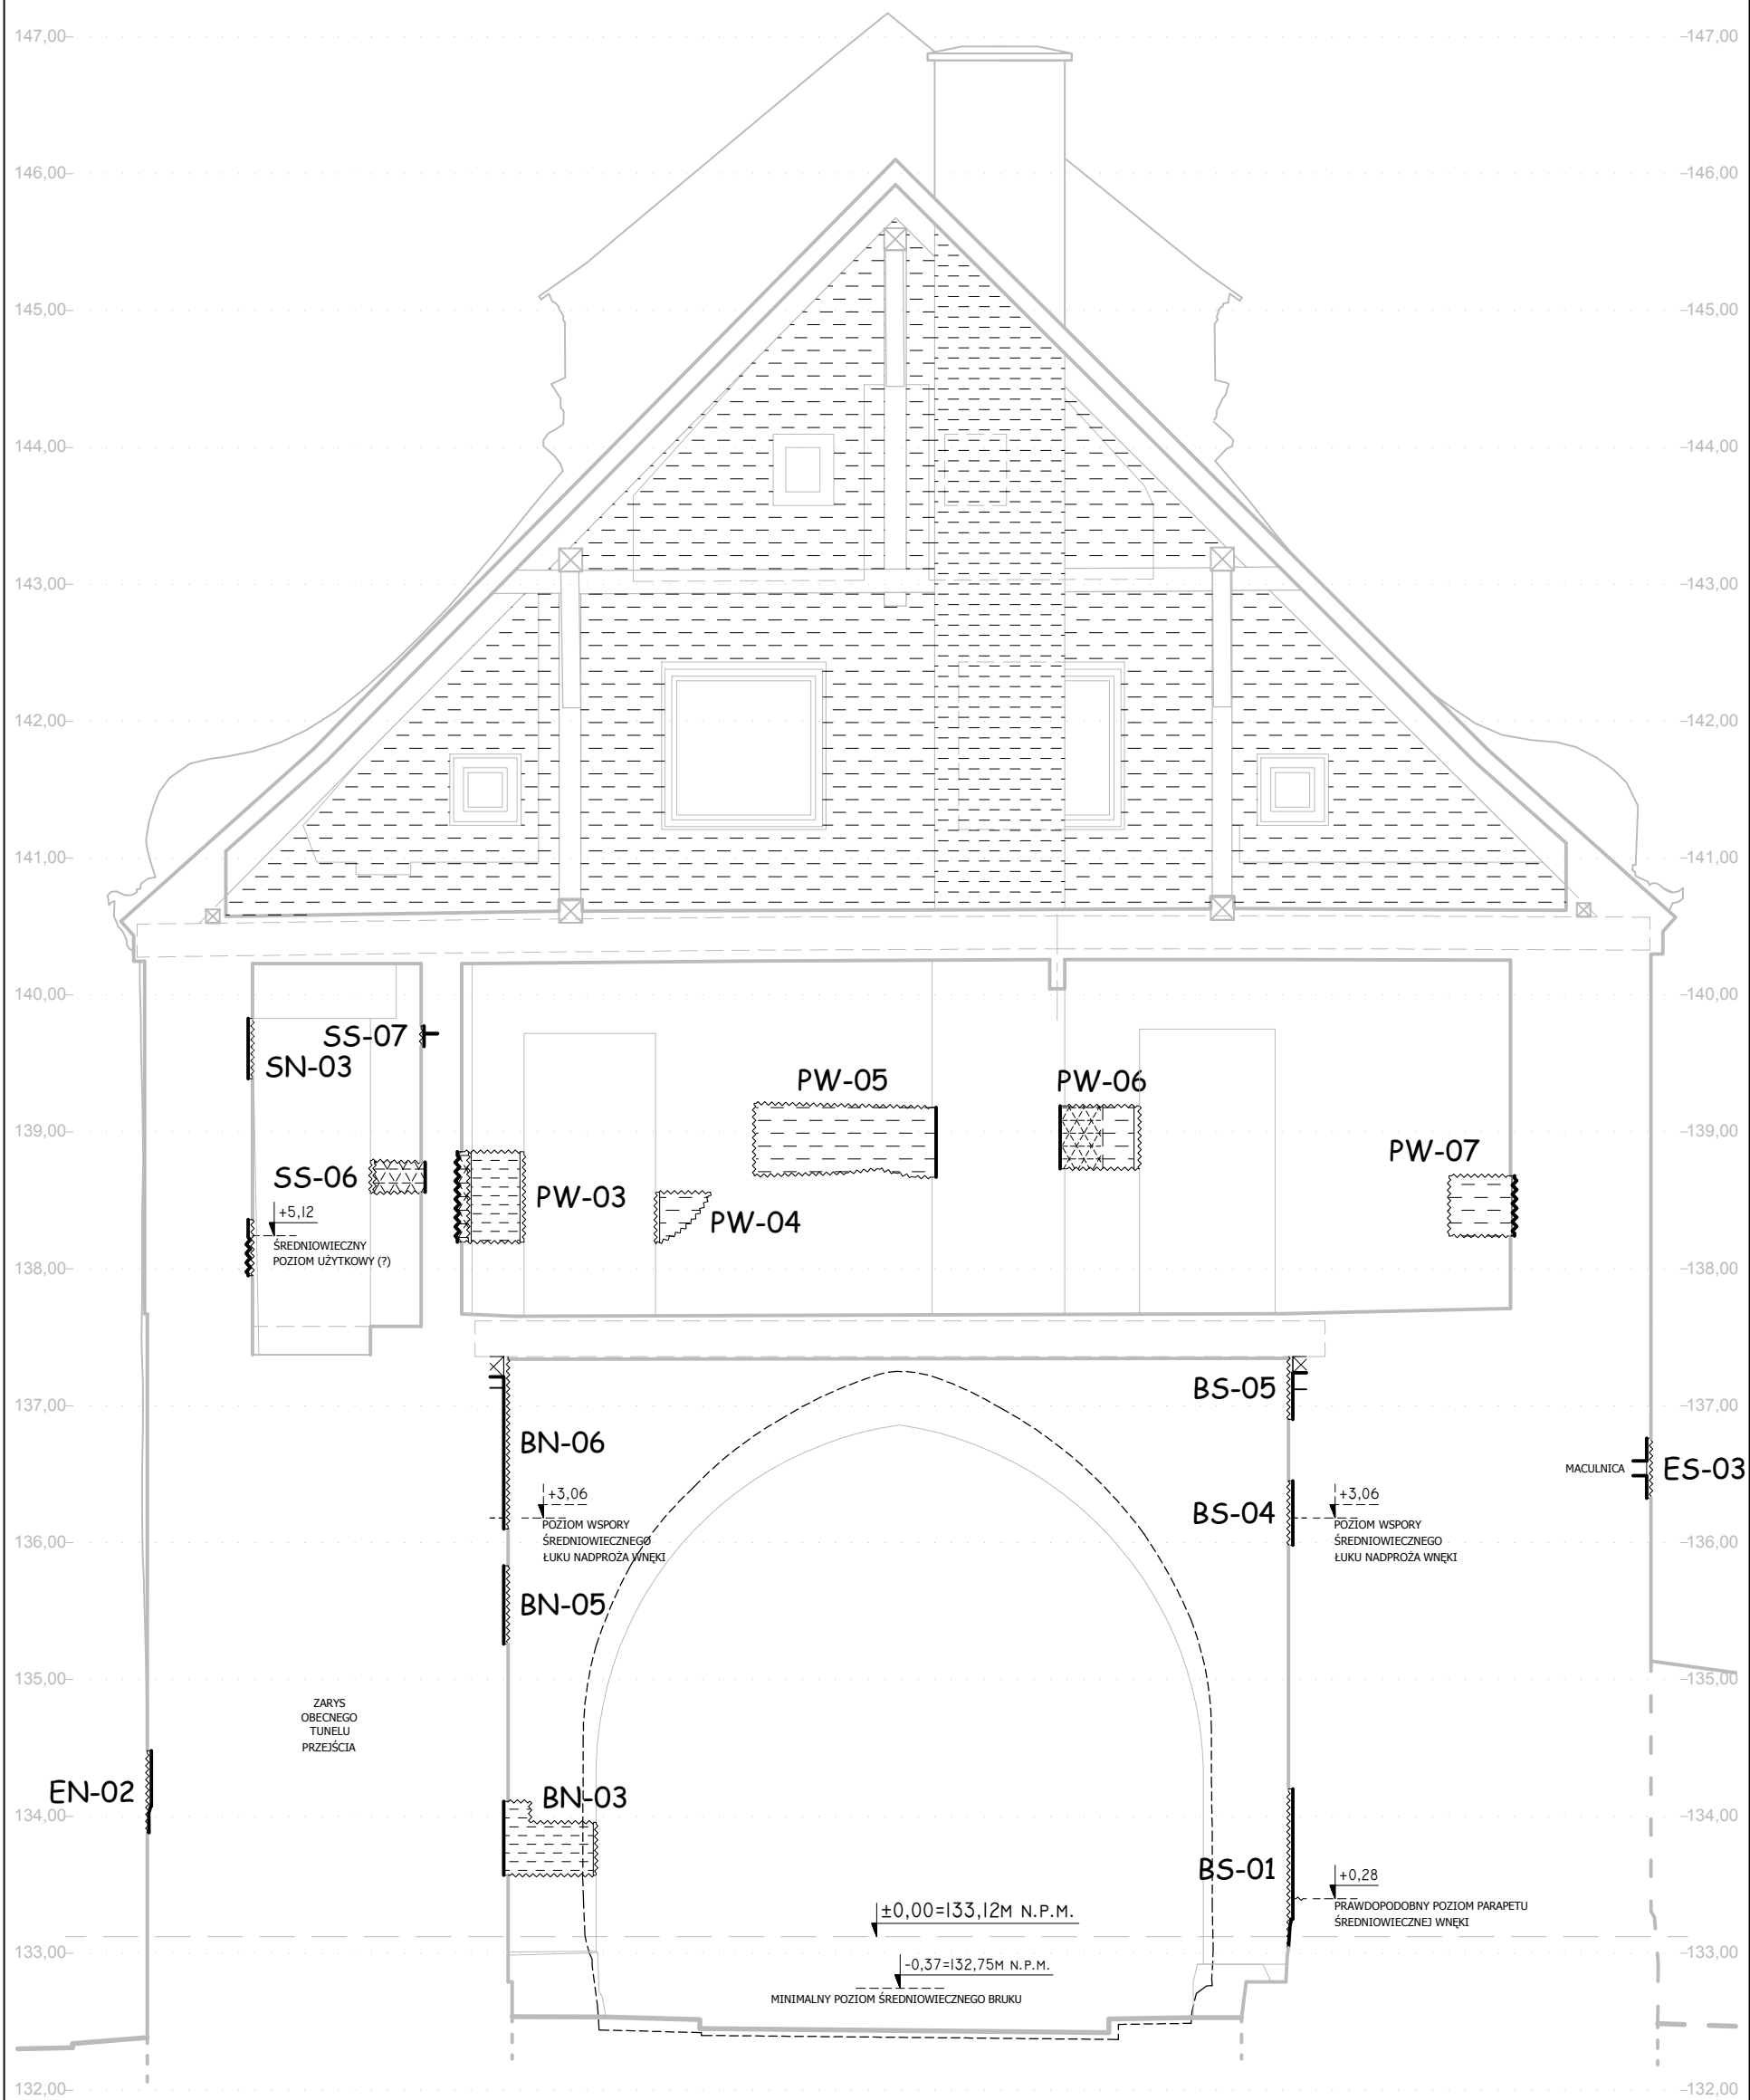 147,00 147,00
146,00 146,00
145,00 145,00
144,00 144,00
143,00 143,00
142,00 142,00
141,00 141,00
140,00 140,00
SS-07
SN-03
PW-05 PW-06
139,00 139,00
PW-07
SS-06
PW-03
PW-04
+5,12
ŚREDNIOWIECZNY
POZIOM UŻYTKOWY (?)
138,00 138,00
BS-05
137,00 137,00
BN-06
MACULNICA ES-03
+3,06
POZIOM WSPORY
ŚREDNIOWIECZNEGO
ŁUKU NADPROŻA WNĘKI
BS-04
+3,06
POZIOM WSPORY
ŚREDNIOWIECZNEGO
ŁUKU NADPROŻA WNĘKI
136,00 136,00
BN-05
135,00 135,00
ZARYS
OBECNEGO
TUNELU
PRZEJŚCIA
EN-02
BN-03
134,00 134,00
BS-01
+0,28
PRAWDOPODOBNY POZIOM PARAPETU
ŚREDNIOWIECZNEJ WNĘKI
±0,00=133,12M N.P.M.
133,00 133,00
-0,37=132,75M N.P.M.
MINIMALNY POZIOM ŚREDNIOWIECZNEGO BRUKU
132,00 132,00